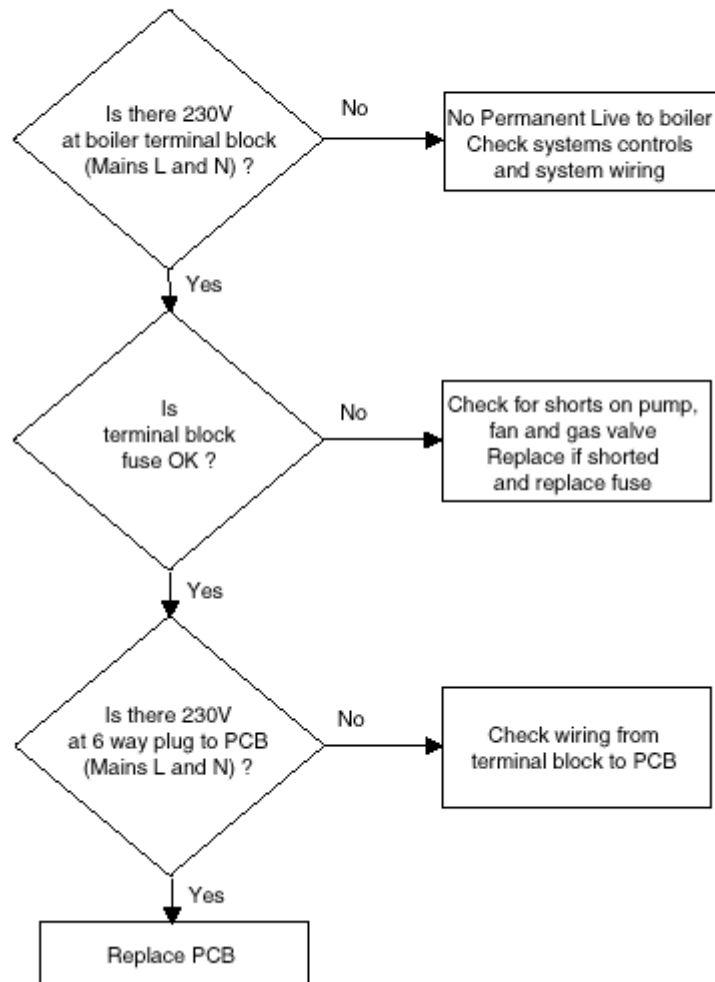 Is there 230V
at boiler terminal block
(Mains L and N) ?
No
No Permanent Live to boiler
Check systems controls
and system wiring
Yes
Is
terminal block
fuse OK ?
No
Check for shorts on pump,
fan and gas valve
Replace if shorted
and replace fuse
Yes
Is there 230V
at 6 way plug to PCB
(Mains L and N) ?
No
Check wiring from
terminal block to PCB
Yes
Replace PCB